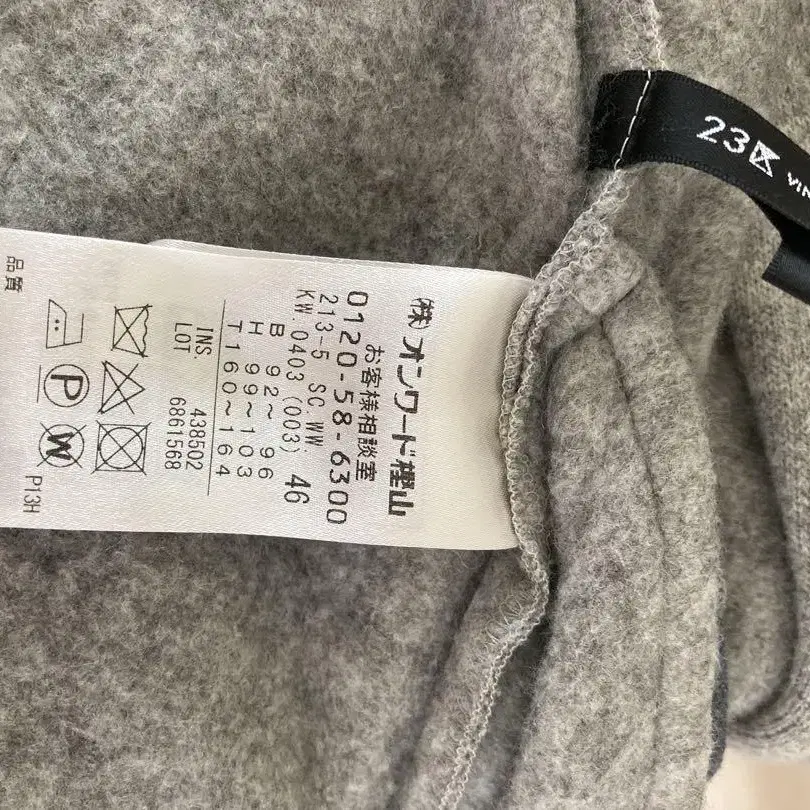 23区
(株)オンワード樫山
お客様相談室
0120-58-6300
213-5 SC.WW.
KW.0403 (003) 46
B 92~ 96
H 99~103
T160~164
INS. 438502
LOT 6861568
P
W
P13H
品質